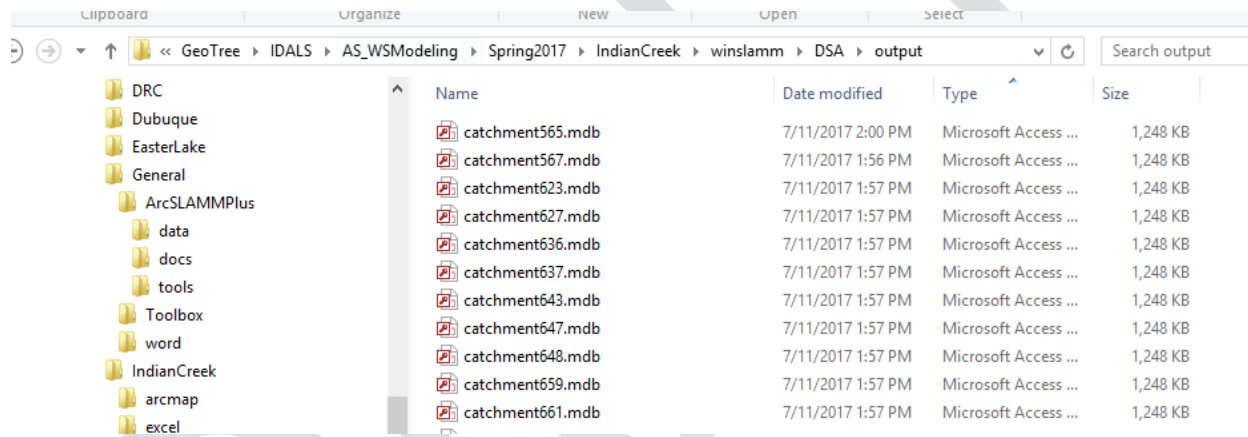 Clipboard Organize New Open Select
« GeoTree IDALS AS_WSModeling Spring2017 IndianCreek winslamm DSA output Search output
DRC
Dubuque
EasterLake
General
ArcSLAMMPlus
data
docs
tools
Toolbox
word
IndianCreek
arcmap
excel
Name Date modified Type Size
catchment565.mdb 7/11/2017 2:00 PM Microsoft Access ... 1,248 KB
catchment567.mdb 7/11/2017 1:56 PM Microsoft Access ... 1,248 KB
catchment623.mdb 7/11/2017 1:57 PM Microsoft Access ... 1,248 KB
catchment627.mdb 7/11/2017 1:57 PM Microsoft Access ... 1,248 KB
catchment636.mdb 7/11/2017 1:57 PM Microsoft Access ... 1,248 KB
catchment637.mdb 7/11/2017 1:57 PM Microsoft Access ... 1,248 KB
catchment643.mdb 7/11/2017 1:57 PM Microsoft Access ... 1,248 KB
catchment647.mdb 7/11/2017 1:57 PM Microsoft Access ... 1,248 KB
catchment648.mdb 7/11/2017 1:57 PM Microsoft Access ... 1,248 KB
catchment659.mdb 7/11/2017 1:57 PM Microsoft Access ... 1,248 KB
catchment661.mdb 7/11/2017 1:57 PM Microsoft Access ... 1,248 KB